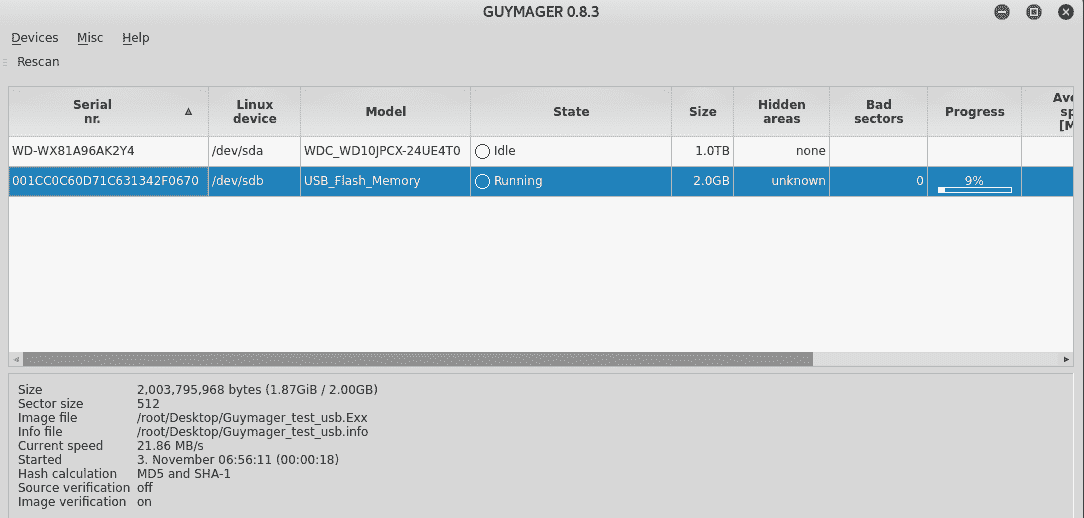 GUYMAGER 0.8.3
Devices Misc Help
Rescan
Serial nr. Linux device Model State Size Hidden areas Bad sectors Progress
WD-WX81A96AK2Y4 /dev/sda WDC_WD10JPCX-24UE4T0 Idle 1.0TB none
001CC0C60D71C631342F0670 /dev/sdb USB_Flash_Memory Running 2.0GB unknown 0 9%
Size 2,003,795,968 bytes (1.87GiB / 2.00GB)
Sector size 512
Image file /root/Desktop/Guymager_test_usb.Exx
Info file /root/Desktop/Guymager_test_usb.info
Current speed 21.86 MB/s
Started 3. November 06:56:11 (00:00:18)
Hash calculation MD5 and SHA-1
Source verification off
Image verification on